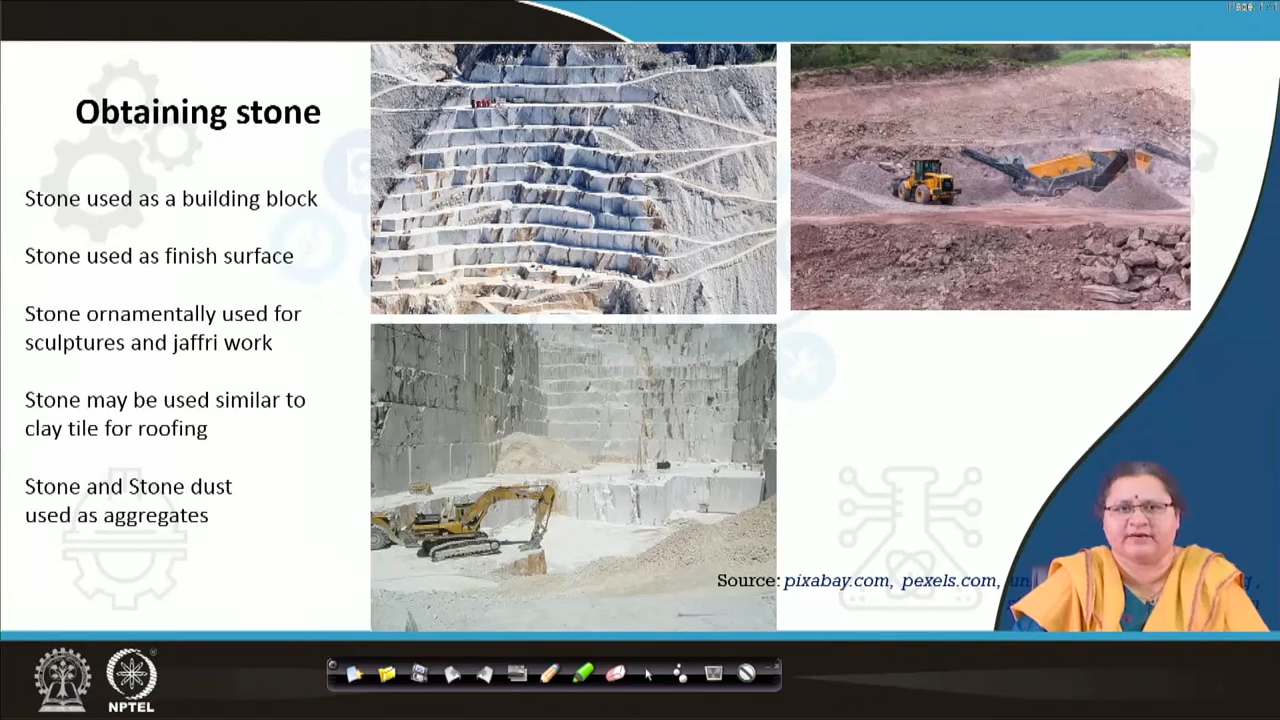 Obtaining stone
Stone used as a building block
Stone used as finish surface
Stone ornamentally used for
sculptures and jaffri work
Stone may be used similar to
clay tile for roofing
Stone and Stone dust
used as aggregates
Source: pixabay.com, pexels.com,
NPTEL